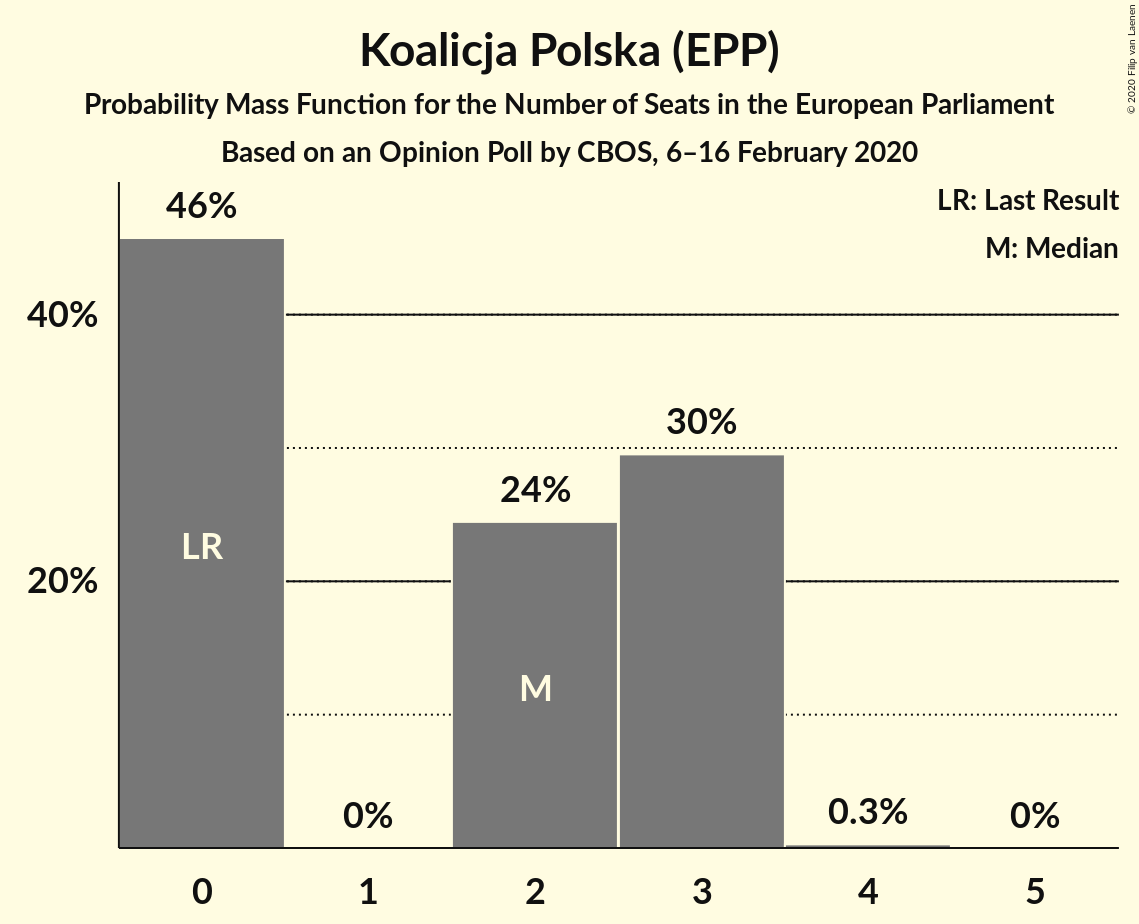 Koalicja Polska (EPP)
Probability Mass Function for the Number of Seats in the European Parliament
Based on an Opinion Poll by CBOS, 6–16 February 2020
© 2020 Filip van Laenen
LR: Last Result
M: Median
46%
40%
30%
24%
LR
20%
M
0%
0.3%
0%
0 1 2 3 4 5